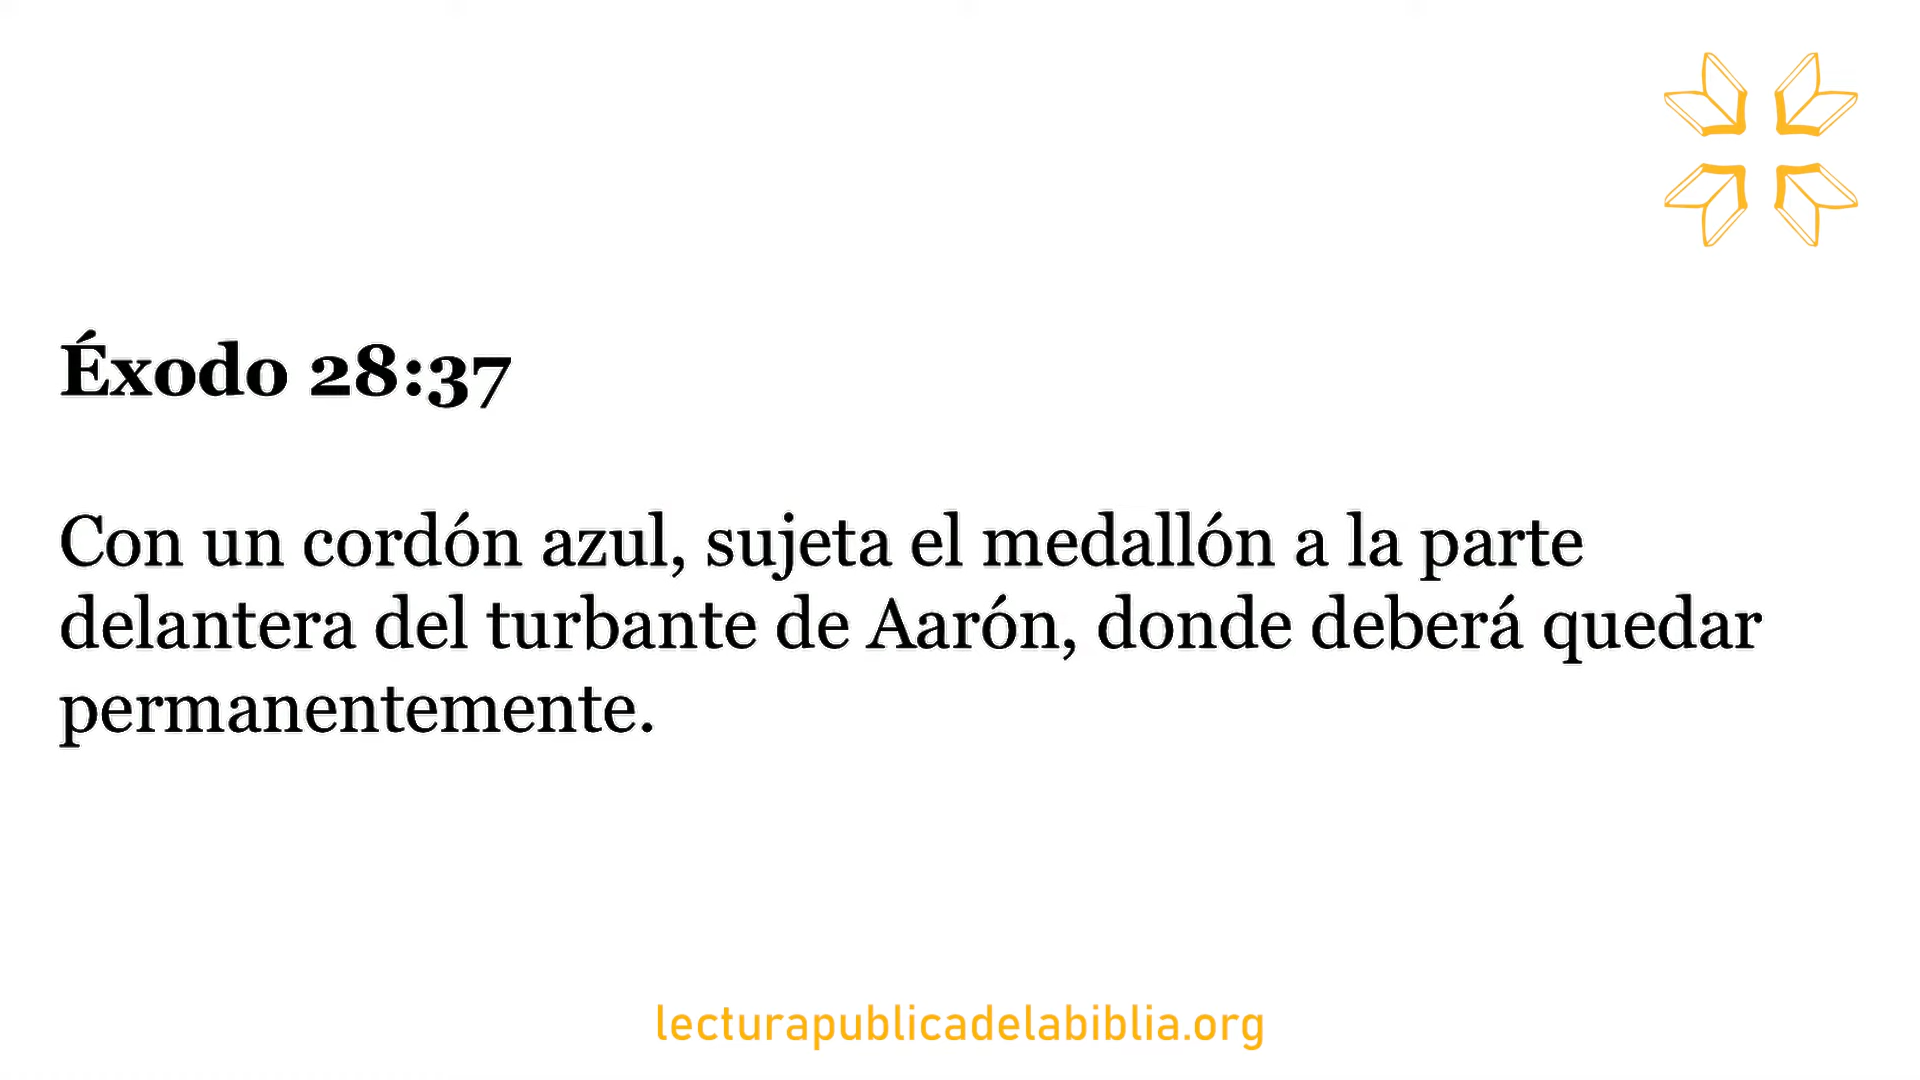 Éxodo 28:37
Con un cordón azul, sujeta el medallón a la parte
delantera del turbante de Aarón, donde deberá quedar
permanentemente.
lecturapublicadelabiblia.org